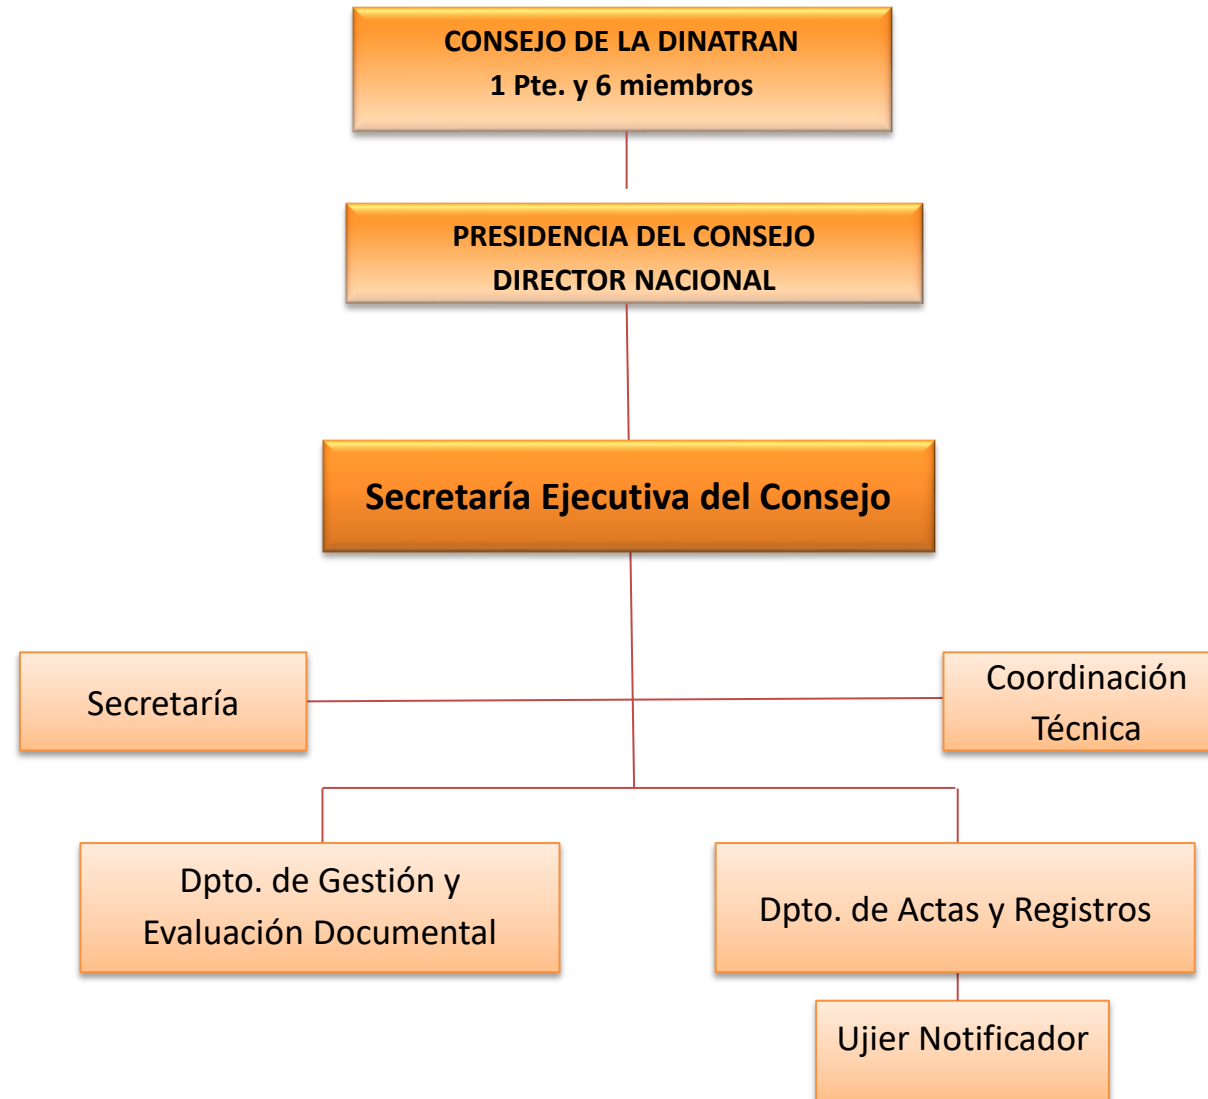 CONSEJO DE LA DINATRAN
1 Pte. y 6 miembros
PRESIDENCIA DEL CONSEJO
DIRECTOR NACIONAL
Secretaría Ejecutiva del Consejo
Secretaría
Coordinación
Técnica
Dpto. de Gestión y
Evaluación Documental
Dpto. de Actas y Registros
Ujier Notificador